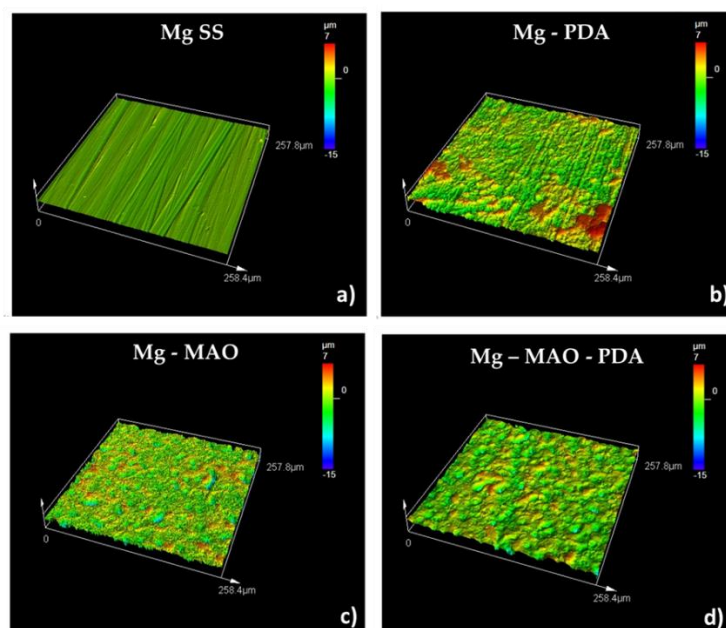 Mg SS
µm
7
0
-15
257.8µm
0
258.4µm
a)
Mg - PDA
µm
7
0
-15
257.8µm
0
258.4µm
b)
Mg - MAO
µm
7
0
-15
257.8µm
0
258.4µm
c)
Mg – MAO - PDA
µm
7
0
-15
257.8µm
0
258.4µm
d)